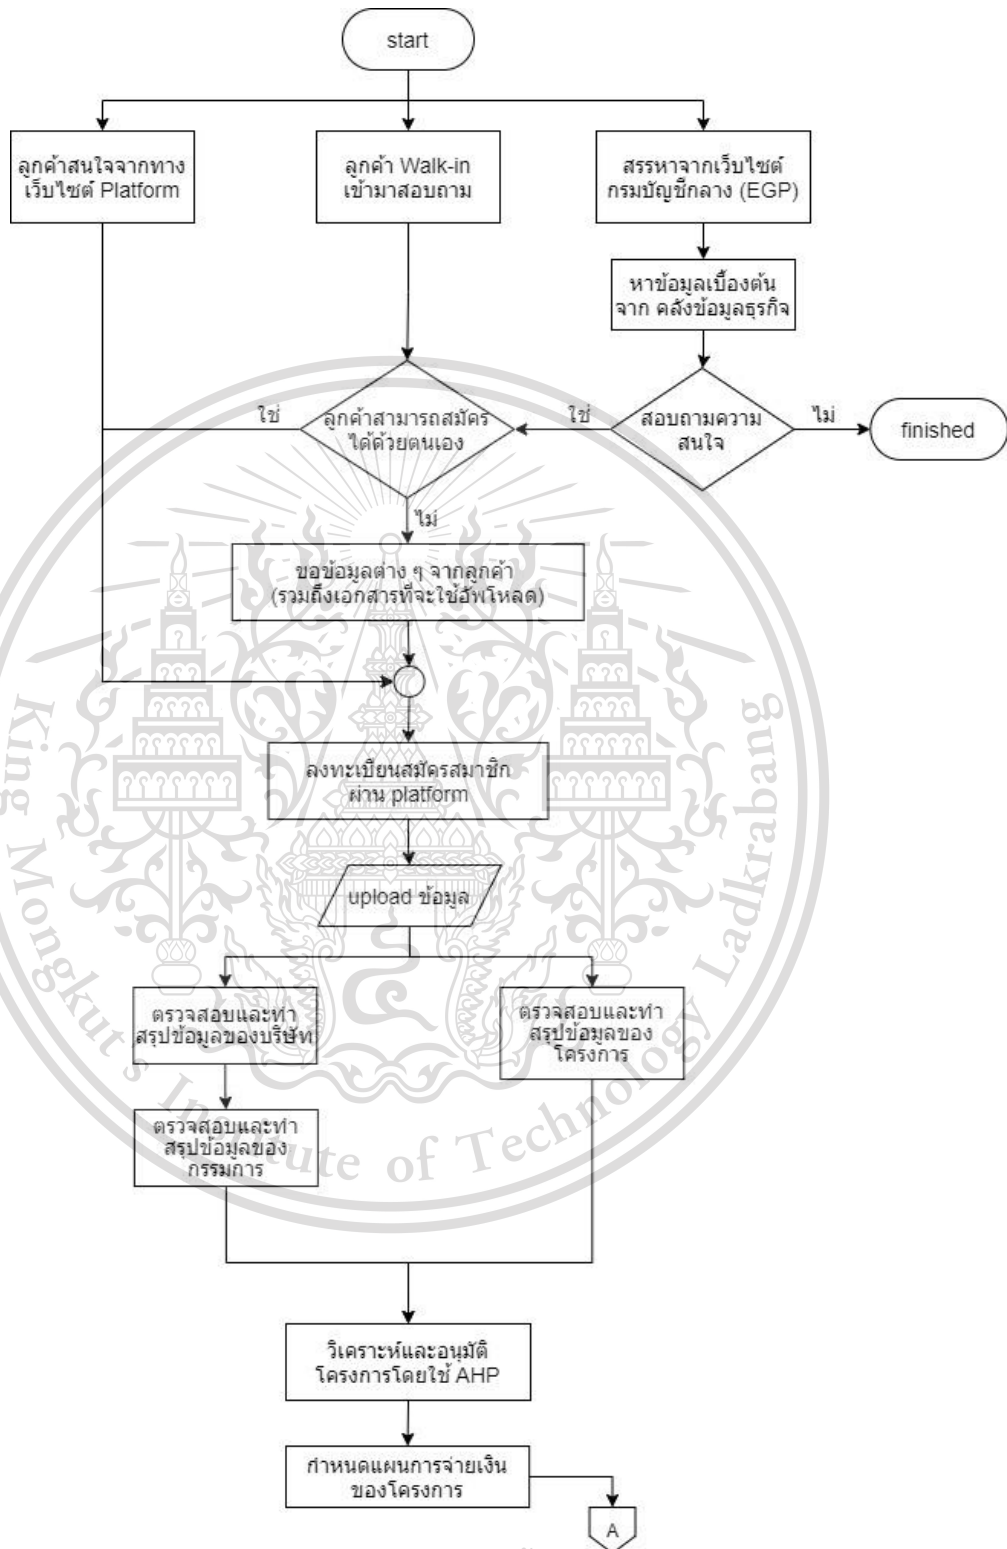 start
ลูกค้าสนใจจากทาง
เว็บไซต์ Platform
ลูกค้า Walk-in
เข้ามาสอบถาม
สรรหาจากเว็บไซต์
กรมบัญชีกลาง (EGP)
หาข้อมูลเบื้องต้น
จาก คลังข้อมูลธุรกิจ
ใช่
ลูกค้าสามารถสมัคร
ได้ด้วยตนเอง
ใช่
สอบถามความ
สนใจ
ไม่
finished
ไม่
ขอข้อมูลต่าง ๆ จากลูกค้า
(รวมถึงเอกสารที่จะใช้อัพโหลด)
ลงทะเบียนสมัครสมาชิก
ผ่าน platform
upload ข้อมูล
ตรวจสอบและทำ
สรุปข้อมูลของบริษัท
ตรวจสอบและทำ
สรุปข้อมูลของ
โครงการ
ตรวจสอบและทำ
สรุปข้อมูลของ
กรรมการ
วิเคราะห์และอนุมัติ
โครงการโดยใช้ AHP
กำหนดแผนการจ่ายเงิน
ของโครงการ
A
King Mongkut's Institute of Technology Ladkrabang